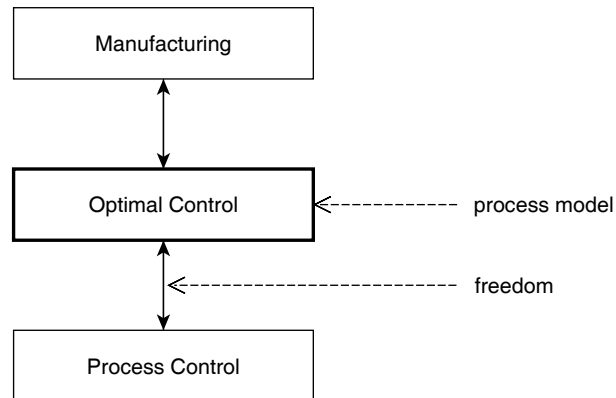 Manufacturing
Optimal Control
process model
freedom
Process Control